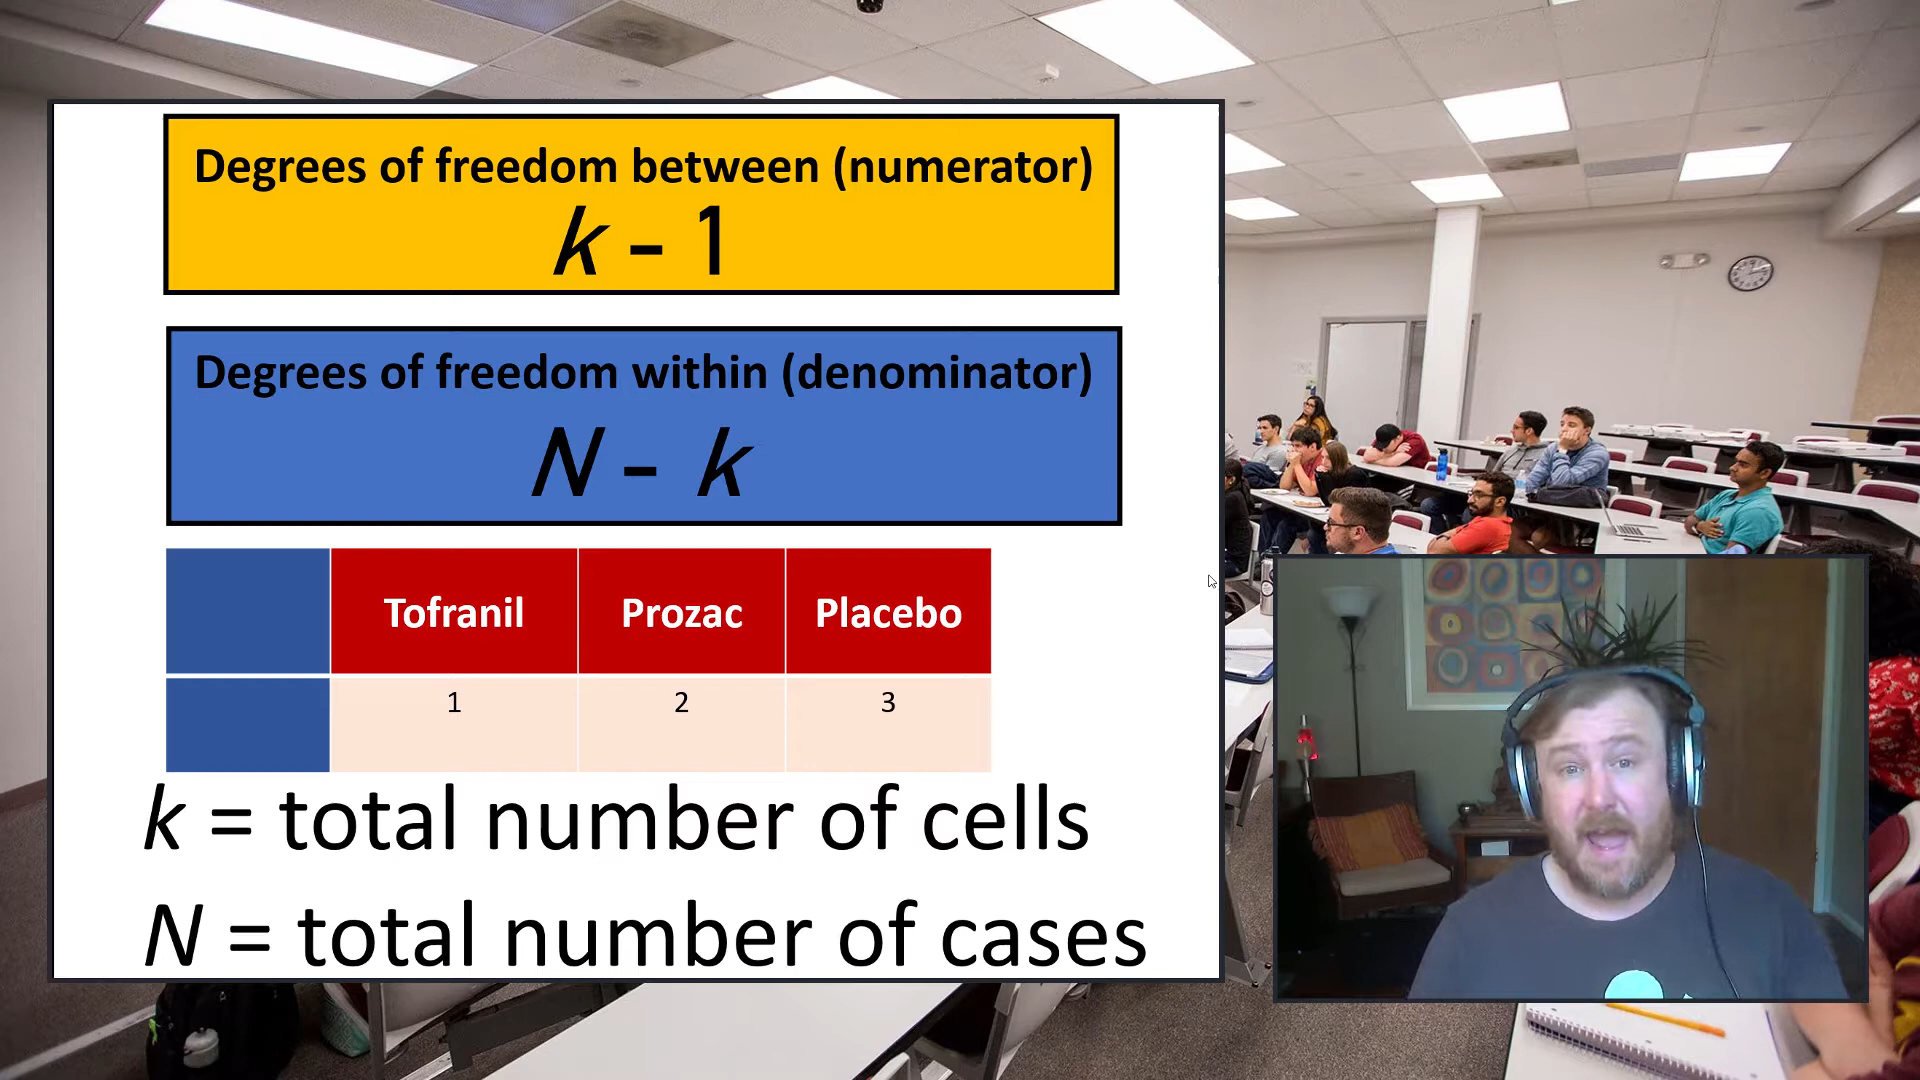 Degrees of freedom between (numerator)
k - 1
Degrees of freedom within (denominator)
N - k
Tofranil Prozac Placebo
1 2 3
k = total number of cells
N = total number of cases